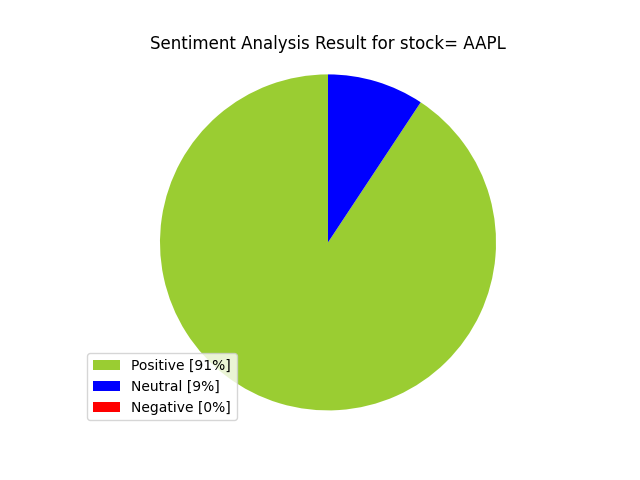 Sentiment Analysis Result for stock= AAPL
Positive [91%]
Neutral [9%]
Negative [0%]